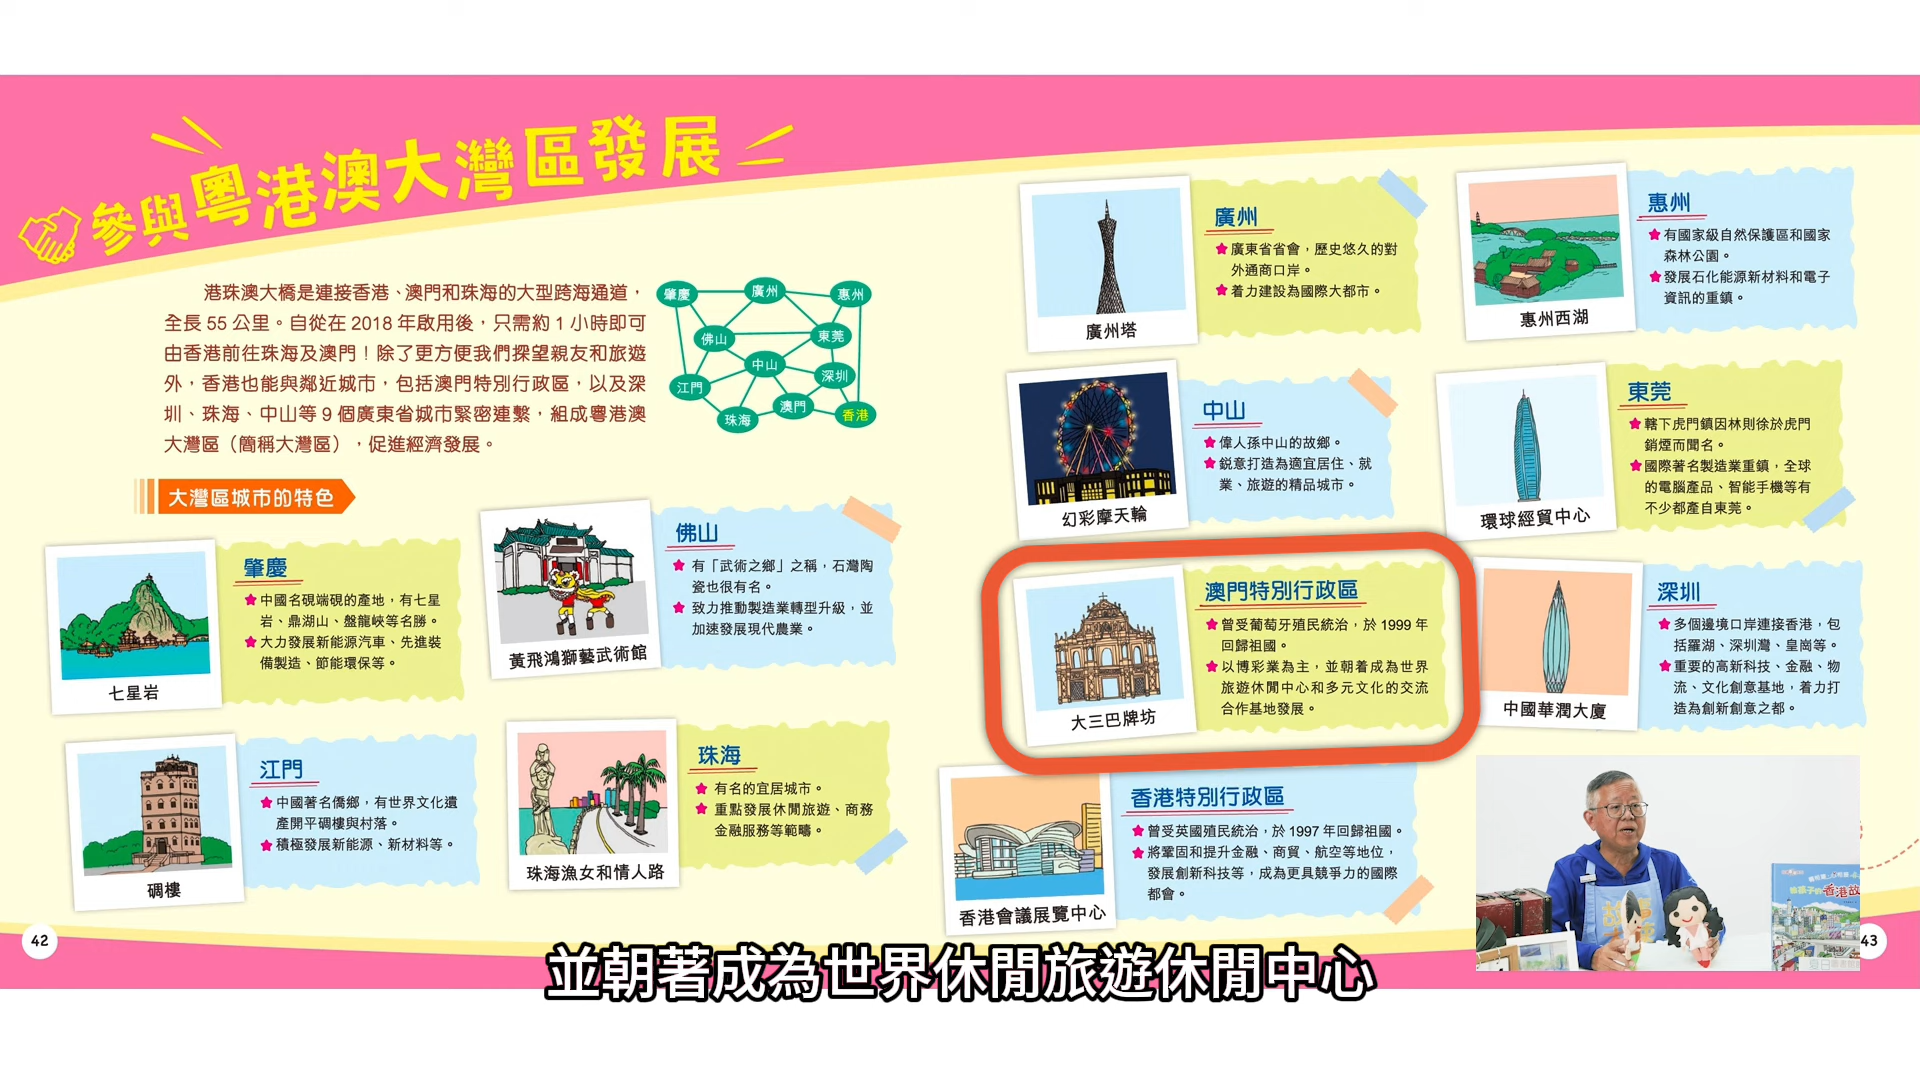 參與粵港澳大灣區發展
港珠澳大橋是連接香港、澳門和珠海的大型跨海通道，
全長 55 公里。自從在 2018 年啟用後，只需約 1 小時即可
由香港前往珠海及澳門！除了更方便我們探望親友和旅遊
外，香港也能與鄰近城市，包括澳門特別行政區，以及深
圳、珠海、中山等 9 個廣東省城市緊密連繫，組成粵港澳
大灣區（簡稱大灣區），促進經濟發展。
肇慶
廣州
惠州
佛山
東莞
中山
深圳
江門
澳門
珠海
香港
大灣區城市的特色
七星岩
肇慶
中國名硯端硯的產地，有七星
岩、鼎湖山、盤龍峽等名勝。
大力發展新能源汽車、先進裝
備製造、節能環保等。
黃飛鴻獅藝武術館
佛山
有「武術之鄉」之稱，石灣陶
瓷也很有名。
致力推動製造業轉型升級，並
加速發展現代農業。
碉樓
江門
中國著名僑鄉，有世界文化遺
產開平碉樓與村落。
積極發展新能源、新材料等。
珠海漁女和情人路
珠海
有名的宜居城市。
重點發展休閒旅遊、商務
金融服務等範疇。
廣州塔
廣州
廣東省省會，歷史悠久的對
外通商口岸。
着力建設為國際大都市。
惠州西湖
惠州
有國家級自然保護區和國家
森林公園。
發展石化能源新材料和電子
資訊的重鎮。
幻彩摩天輪
中山
偉人孫中山的故鄉。
銳意打造為適宜居住、就
業、旅遊的精品城市。
環球經貿中心
東莞
轄下虎門鎮因林則徐於虎門
銷煙而聞名。
國際著名製造業重鎮，全球
的電腦產品、智能手機等有
不少都產自東莞。
大三巴牌坊
澳門特別行政區
曾受葡萄牙殖民統治，於 1999 年
回歸祖國。
以博彩業為主，並朝着成為世界
旅遊休閒中心和多元文化的交流
合作基地發展。
中國華潤大廈
深圳
多個邊境口岸連接香港，包
括羅湖、深圳灣、皇崗等。
重要的高新科技、金融、物
流、文化創意基地，着力打
造為創新創意之都。
香港會議展覽中心
香港特別行政區
曾受英國殖民統治，於 1997 年回歸祖國。
將鞏固和提升金融、商貿、航空等地位，
發展創新科技等，成為更具競爭力的國際
都會。
42
43
並朝著成為世界休閒旅遊休閒中心